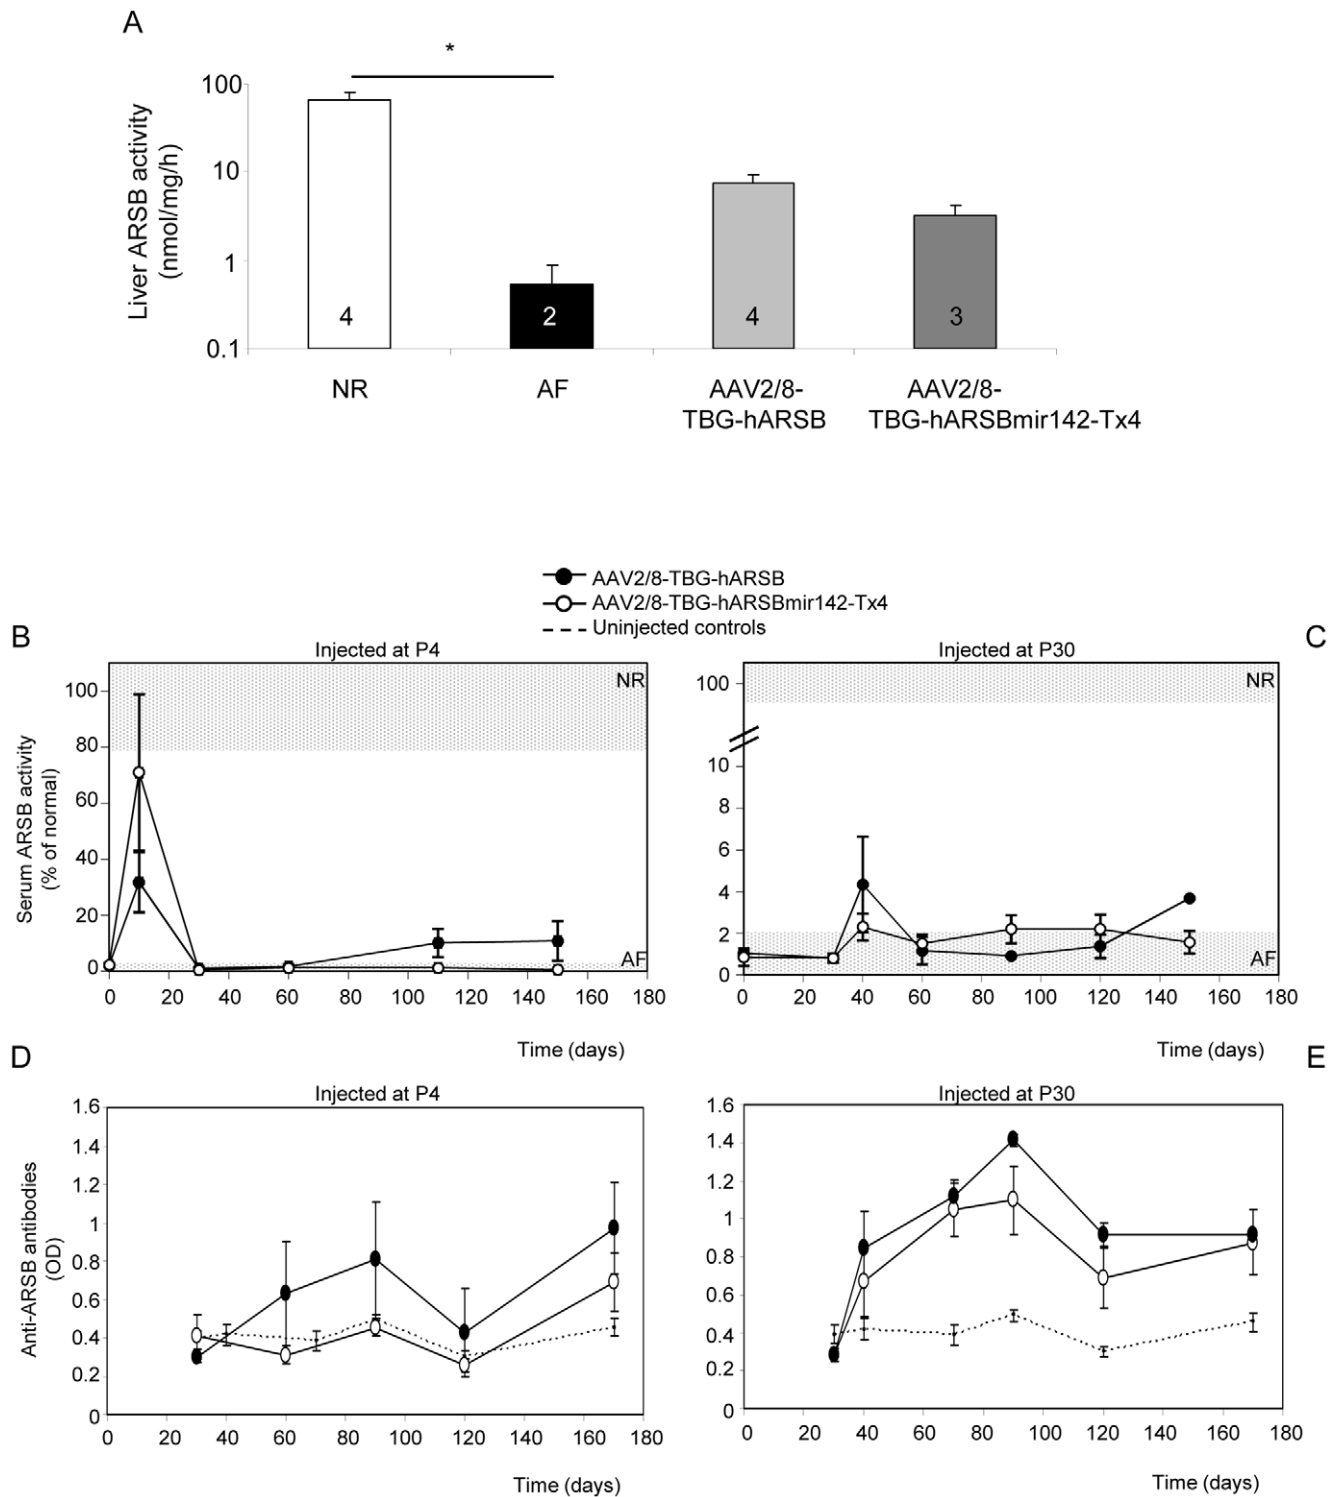 A
*
Liver ARSB activity
(nmol/mg/h)
100
10
1
0.1
4
2
4
3
NR
AF
AAV2/8-
TBG-hARSB
AAV2/8-
TBG-hARSBmir142-Tx4
AAV2/8-TBG-hARSB
AAV2/8-TBG-hARSBmir142-Tx4
Uninjected controls
B
Injected at P4
Serum ARSB activity
(% of normal)
100
80
60
40
20
0
NR
AF
0 20 40 60 80 100 120 140 160 180
Time (days)
C
Injected at P30
100
10
8
6
4
2
0
NR
AF
0 20 40 60 80 100 120 140 160 180
Time (days)
D
Injected at P4
Anti-ARSB antibodies
(OD)
1.6
1.4
1.2
1
0.8
0.6
0.4
0.2
0
0 20 40 60 80 100 120 140 160 180
Time (days)
E
Injected at P30
1.6
1.4
1.2
1
0.8
0.6
0.4
0.2
0
0 20 40 60 80 100 120 140 160 180
Time (days)